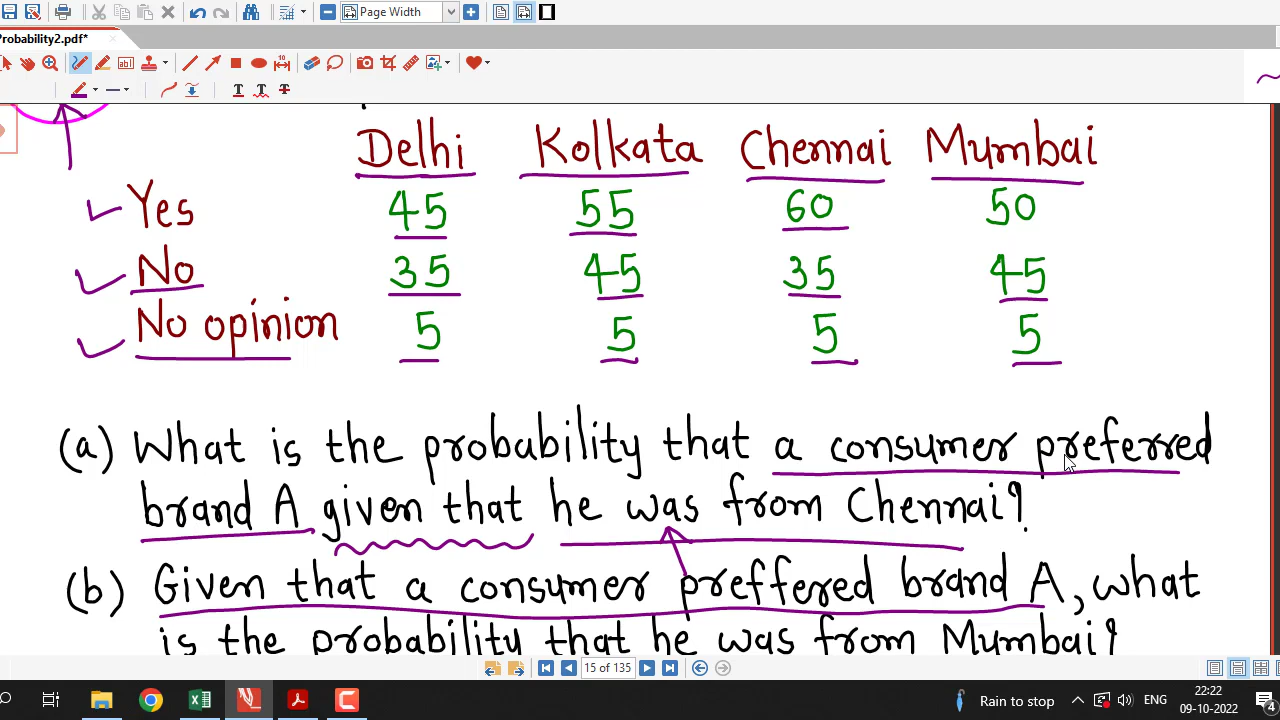 Page Width
Probability2.pdf*
10
Delhi Kolkata Chennai Mumbai
Yes 45 55 60 50
No 35 45 35 45
No opinion 5 5 5 5
(a) What is the probability that a consumer preferred
brand A given that he was from Chennai?
(b) Given that a consumer preffered brand A, what
is the probability that he was from Mumbai?
15 of 135
Rain to stop ENG 22:22
09-10-2022 4